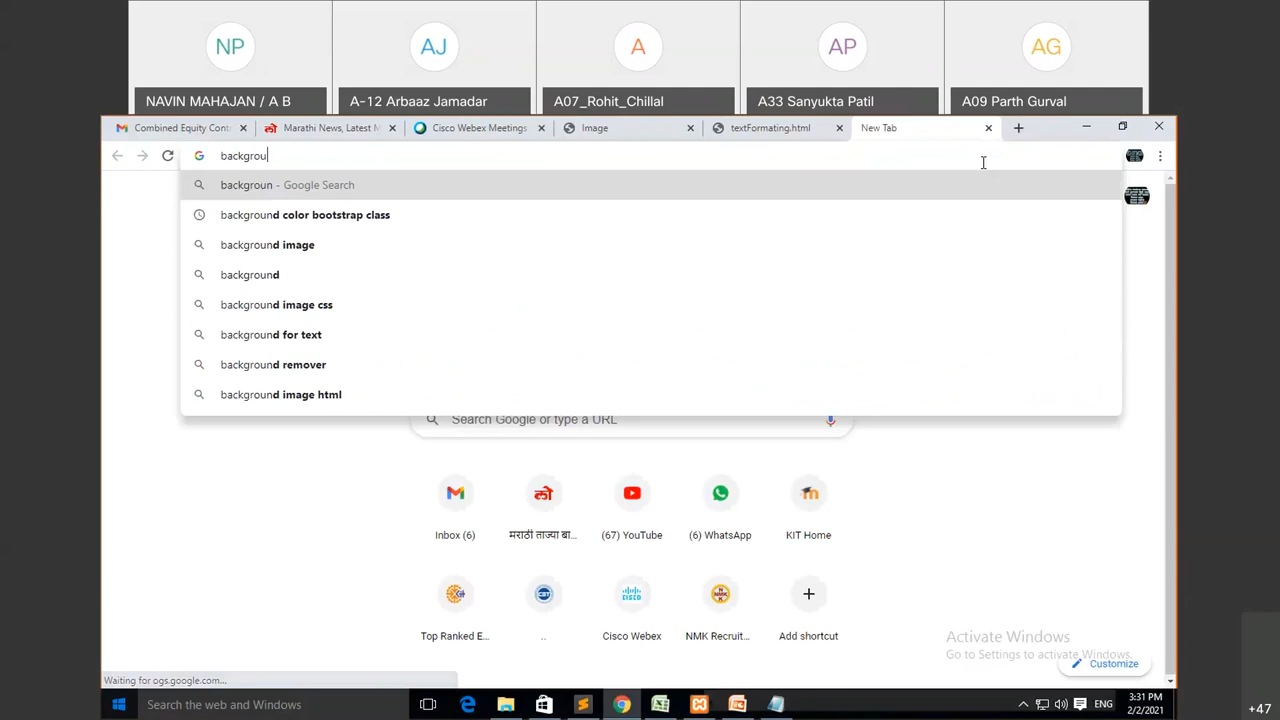 NP
AJ
A
AP
AG
NAVIN MAHAJAN / A B
A-12 Arbaaz Jamadar
A07_Rohit_Chillal
A33 Sanyukta Patil
A09 Parth Gurval
Combined Equity Cont
Marathi News, Latest M
Cisco Webex Meetings
Image
textFormating.html
New Tab
backgrou
backgroun - Google Search
background color bootstrap class
background image
background
background image css
background for text
background remover
background image html
Search Google or type a URL
Inbox (6)
मराठी ताज्या बा...
(67) YouTube
(6) WhatsApp
KIT Home
Top Ranked E...
..
Cisco Webex
NMK Recruit...
Add shortcut
Activate Windows
Go to Settings to activate Windows.
Customize
Waiting for ogs.google.com...
Search the web and Windows
ENG
3:31 PM
2/2/2021
+47